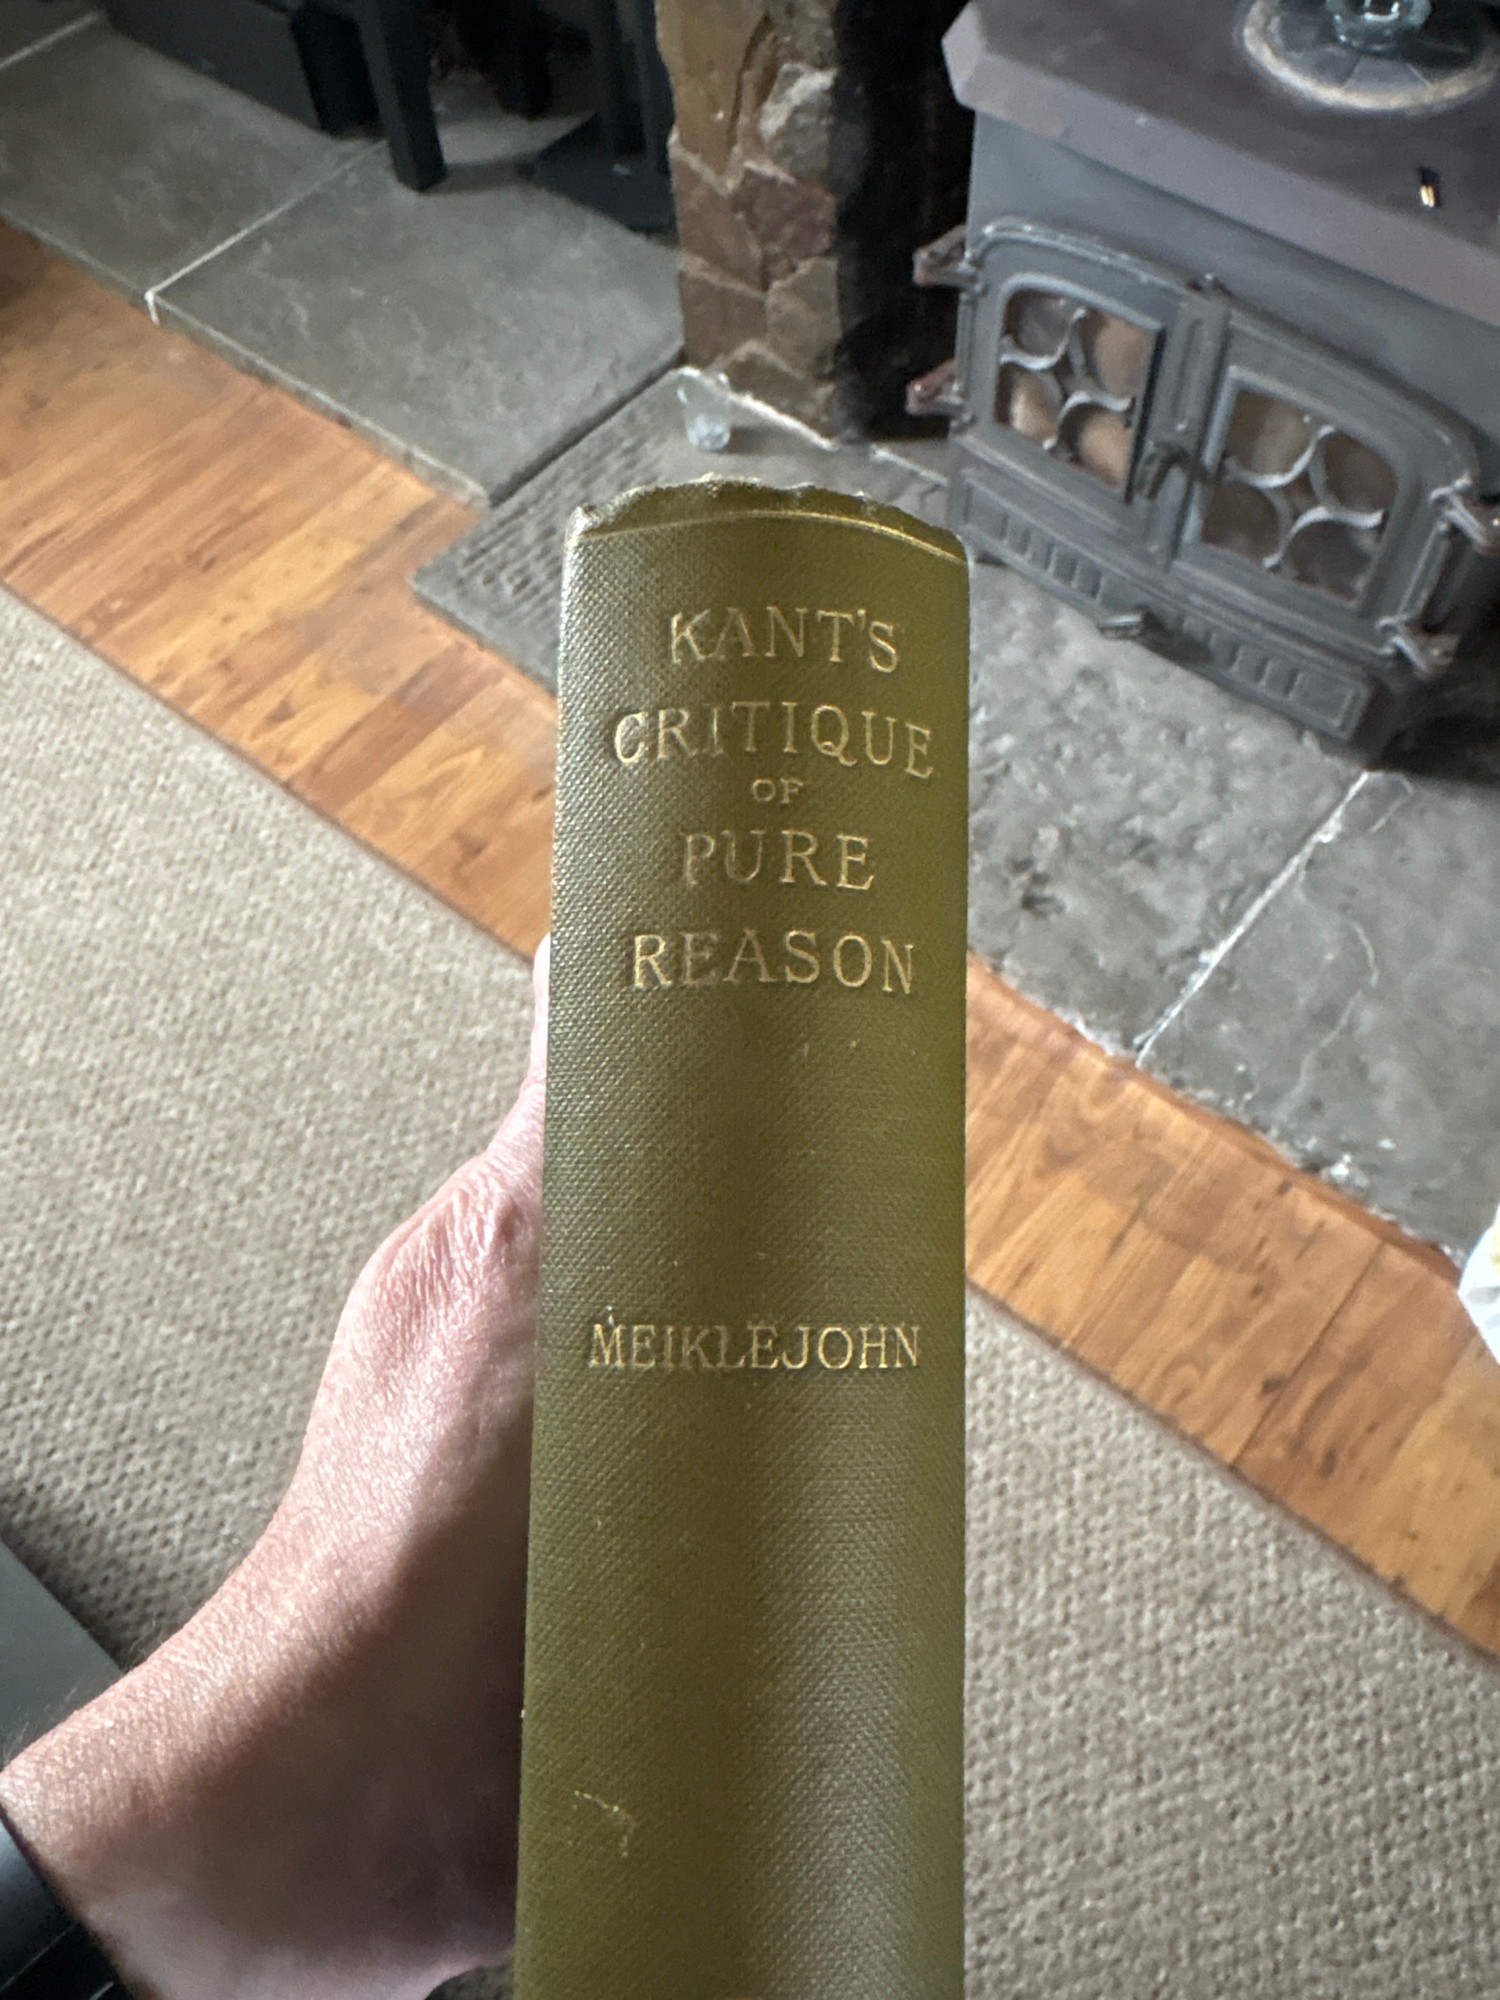 KANT'S
CRITIQUE
OF
PURE
REASON
MEIKLEJOHN